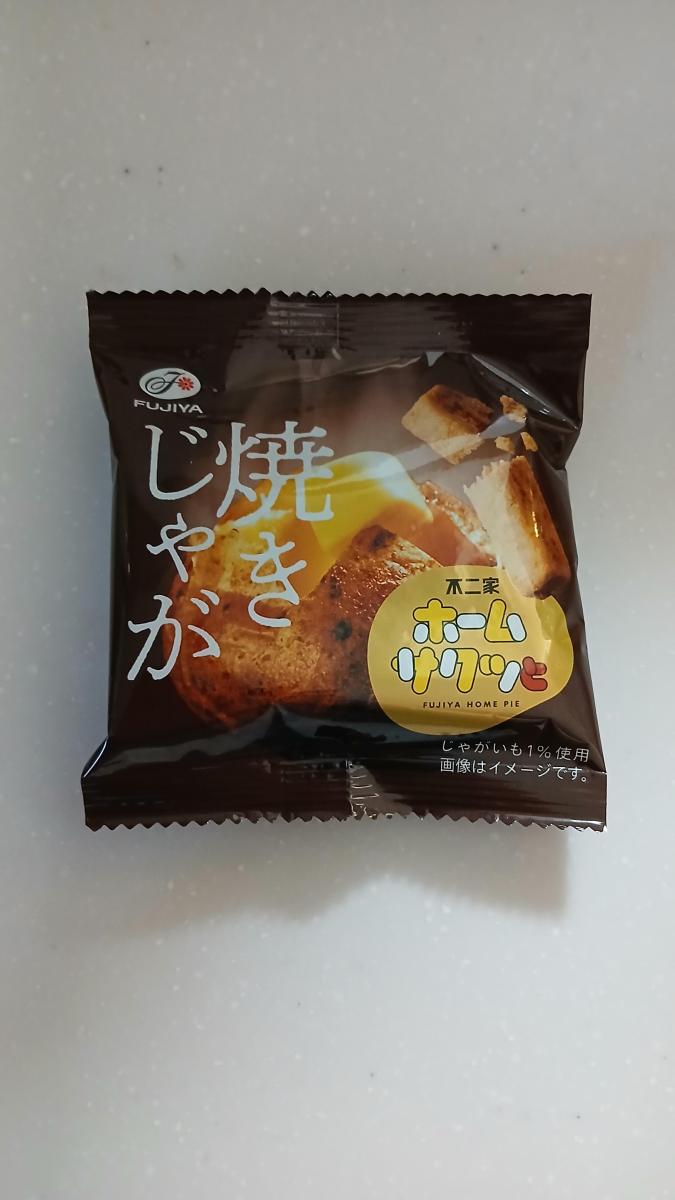 FUJIYA
焼き
じゃが
不二家
ホーム
サクッと
FUJIYA HOME PIE
じゃがいも1%使用
画像はイメージです。